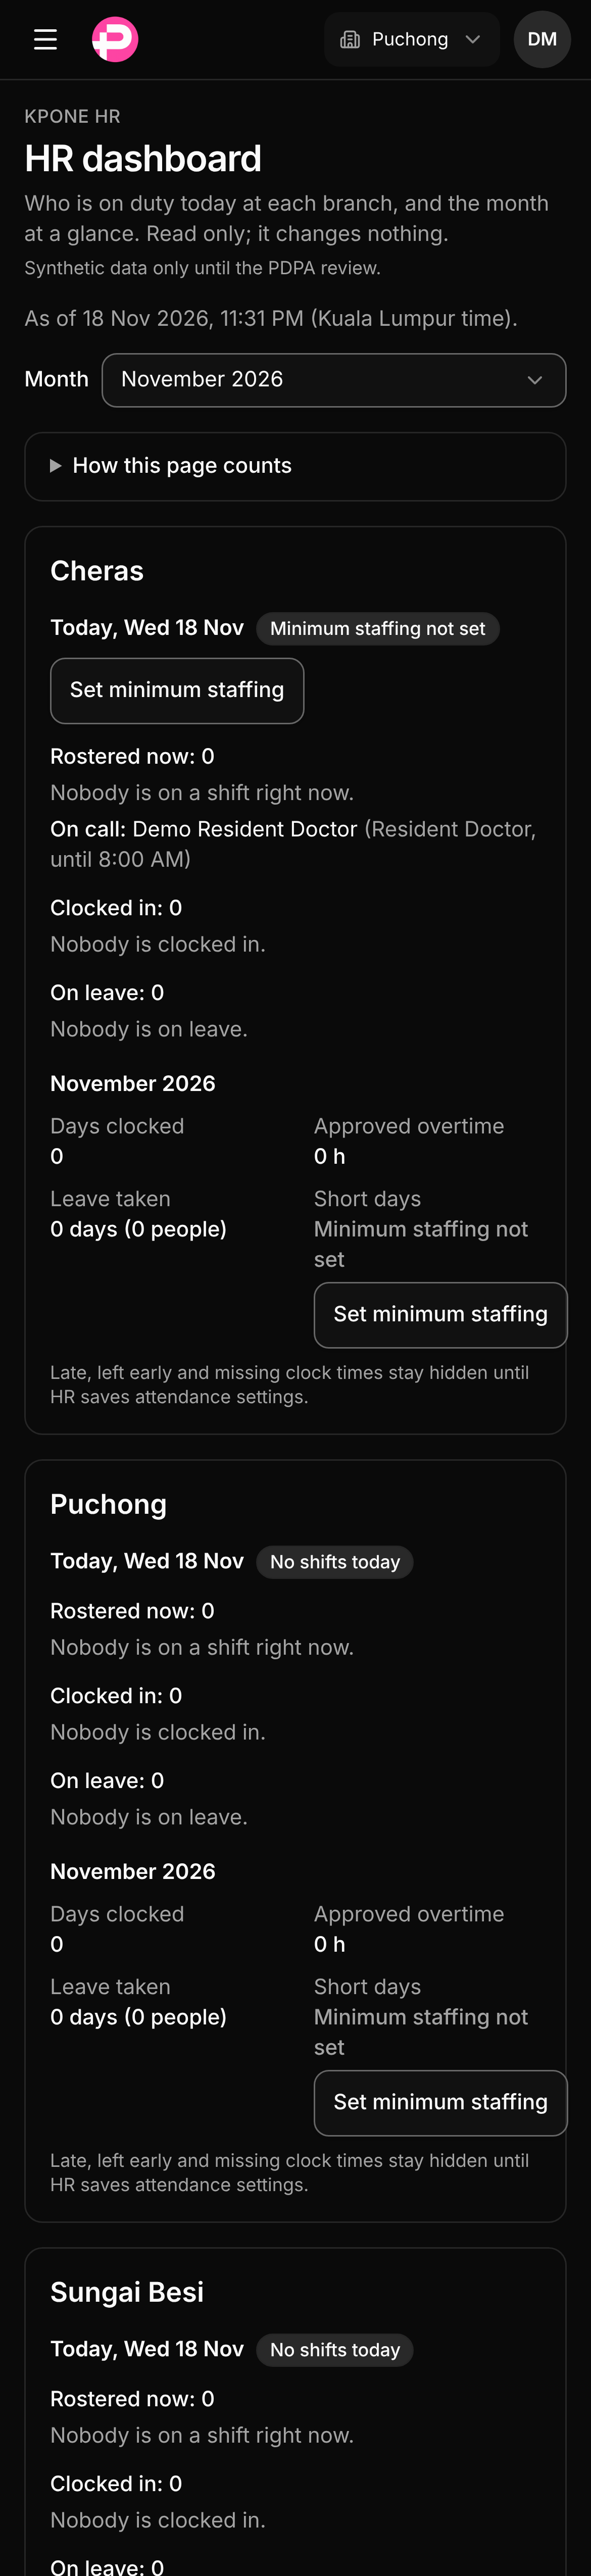 Puchong
DM
KPONE HR
HR dashboard
Who is on duty today at each branch, and the month
at a glance. Read only; it changes nothing.
Synthetic data only until the PDPA review.
As of 18 Nov 2026, 11:31 PM (Kuala Lumpur time).
Month
November 2026
How this page counts
Cheras
Today, Wed 18 Nov
Minimum staffing not set
Set minimum staffing
Rostered now: 0
Nobody is on a shift right now.
On call: Demo Resident Doctor (Resident Doctor,
until 8:00 AM)
Clocked in: 0
Nobody is clocked in.
On leave: 0
Nobody is on leave.
November 2026
Days clocked
0
Approved overtime
0 h
Leave taken
0 days (0 people)
Short days
Minimum staffing not
set
Set minimum staffing
Late, left early and missing clock times stay hidden until
HR saves attendance settings.
Puchong
Today, Wed 18 Nov
No shifts today
Rostered now: 0
Nobody is on a shift right now.
Clocked in: 0
Nobody is clocked in.
On leave: 0
Nobody is on leave.
November 2026
Days clocked
0
Approved overtime
0 h
Leave taken
0 days (0 people)
Short days
Minimum staffing not
set
Set minimum staffing
Late, left early and missing clock times stay hidden until
HR saves attendance settings.
Sungai Besi
Today, Wed 18 Nov
No shifts today
Rostered now: 0
Nobody is on a shift right now.
Clocked in: 0
Nobody is clocked in.
On leave: 0